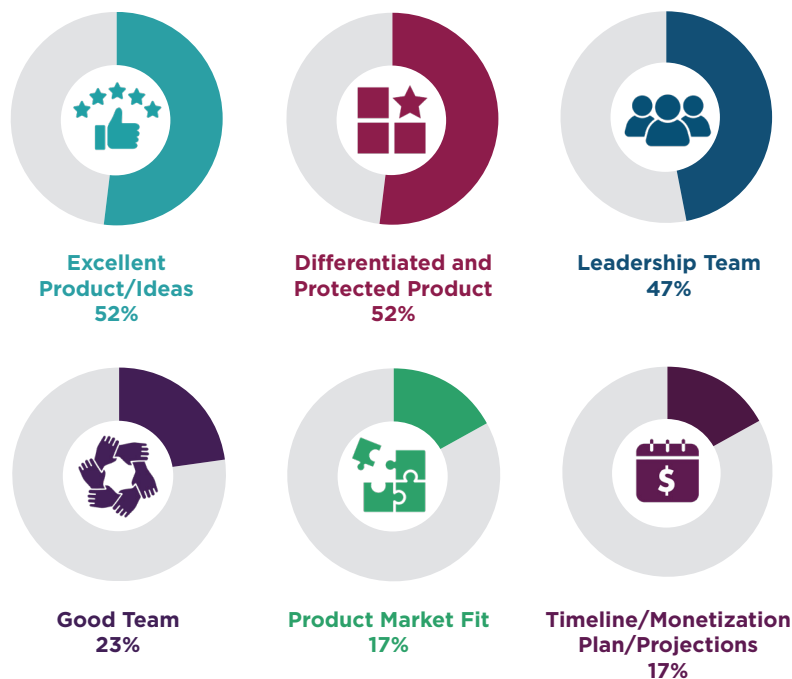 Excellent
Product/Ideas
52%
Differentiated and
Protected Product
52%
Leadership Team
47%
Good Team
23%
Product Market Fit
17%
$
Timeline/Monetization
Plan/Projections
17%